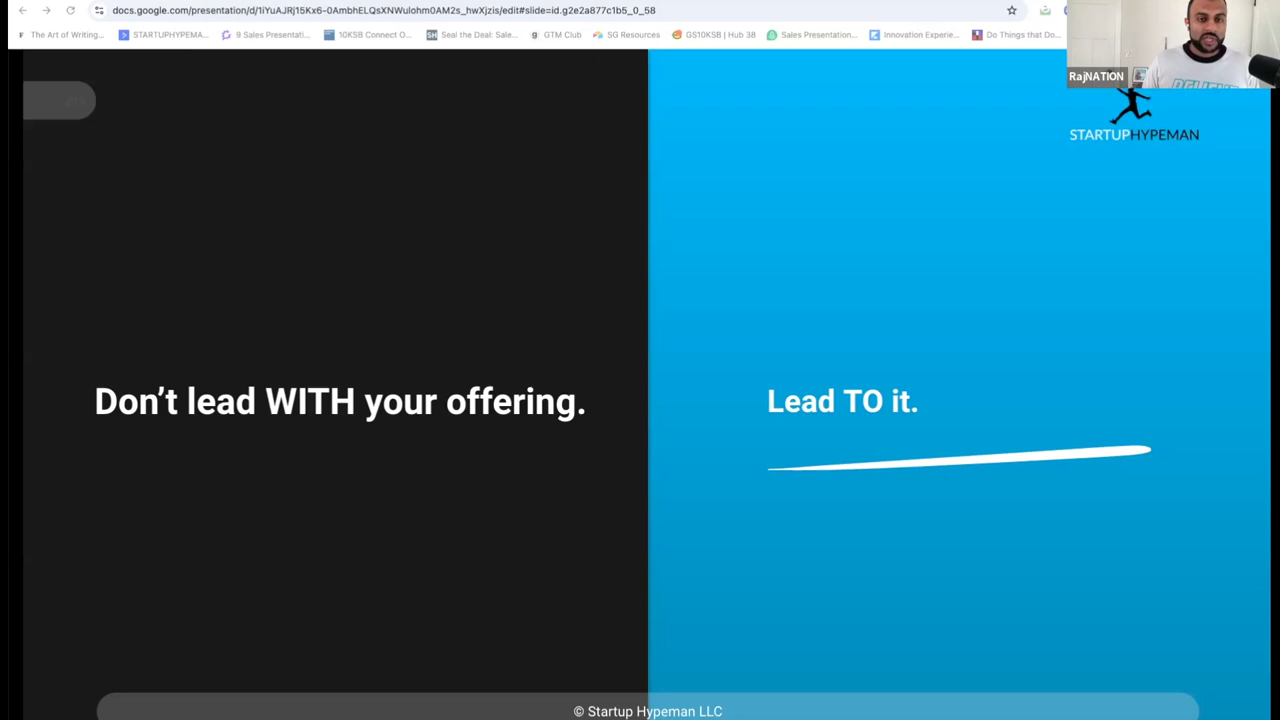 docs.google.com/presentation/d/1iYuAJRJ15Kx6-0AmbhELQsXNWulohm0AM2s_hwXjzis/edit#slide=id.g2e2a877c1b5_0_58
The Art of Writing...
STARTUPHYPEMA...
9 Sales Presentati...
10KSB Connect O...
SH Seal the Deal: Sale...
g GTM Club
SG Resources
GS10KSB | Hub 38
Sales Presentation...
Innovation Experie...
Do Things that Do...
RajNATION
STARTUPHYPEMAN
Don’t lead WITH your offering.
Lead TO it.
© Startup Hypeman LLC